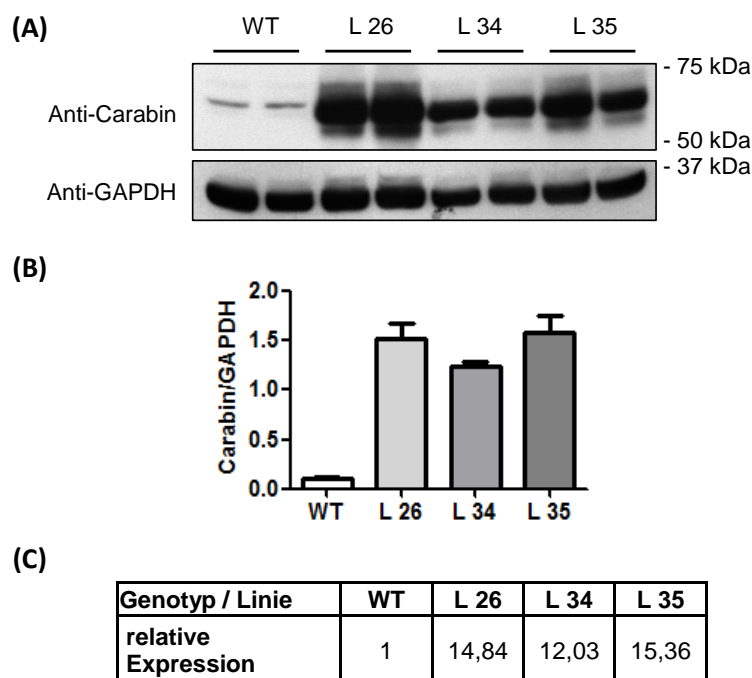 (A)
WT L 26 L 34 L 35
- 75 kDa
Anti-Carabin
- 50 kDa
- 37 kDa
Anti-GAPDH
(B)
Carabin/GAPDH
2.0
1.5
1.0
0.5
0.0
WT L 26 L 34 L 35
(C)
Genotyp / Linie WT L 26 L 34 L 35
relative
Expression 1 14,84 12,03 15,36